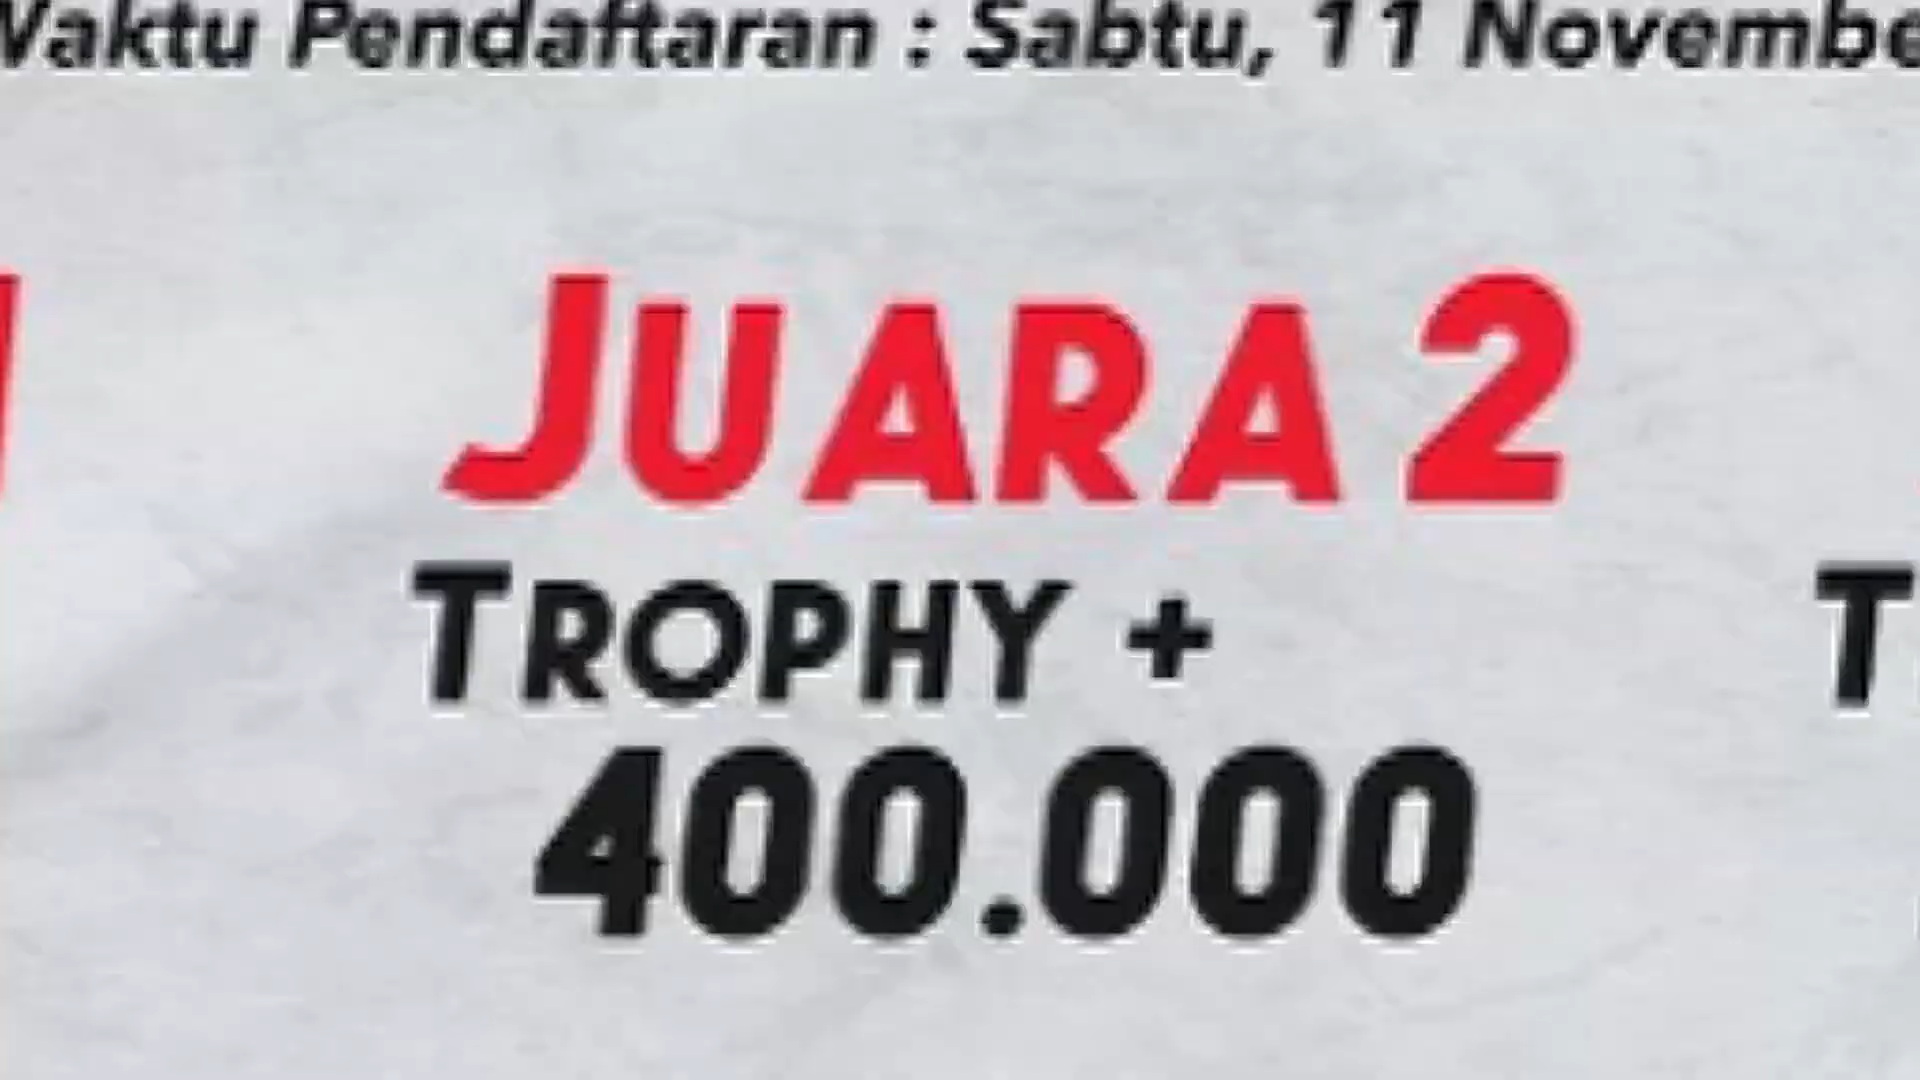 Waktu Pendaftaran : Sabtu, 11 Novembe
JUARA 2
TROPHY +
400.000
T